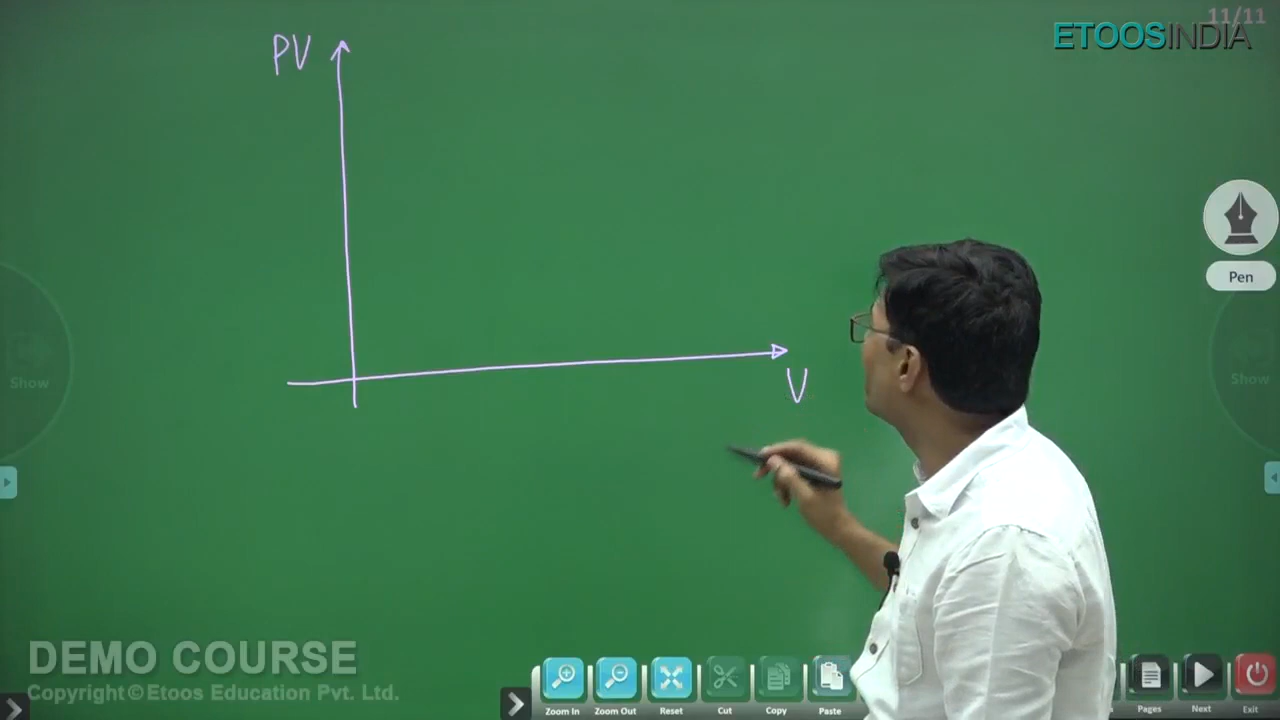 11/11
ETOOSINDIA
PV
Pen
V
Show
Show
DEMO COURSE
Copyright©Etoos Education Pvt. Ltd.
Zoom In
Zoom Out
Reset
Cut
Copy
Paste
Pages
Next
Exit